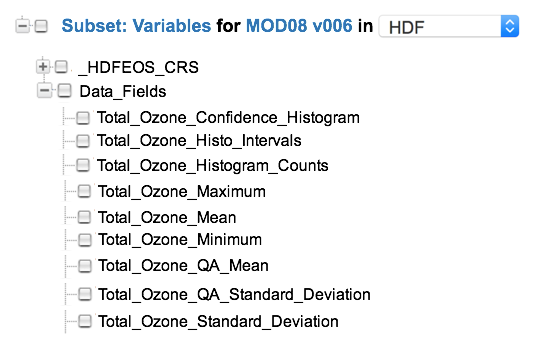 Subset: Variables for MOD08 v006 in HDF
_HDFEOS_CRS
Data_Fields
Total_Ozone_Confidence_Histogram
Total_Ozone_Histo_Intervals
Total_Ozone_Histogram_Counts
Total_Ozone_Maximum
Total_Ozone_Mean
Total_Ozone_Minimum
Total_Ozone_QA_Mean
Total_Ozone_QA_Standard_Deviation
Total_Ozone_Standard_Deviation